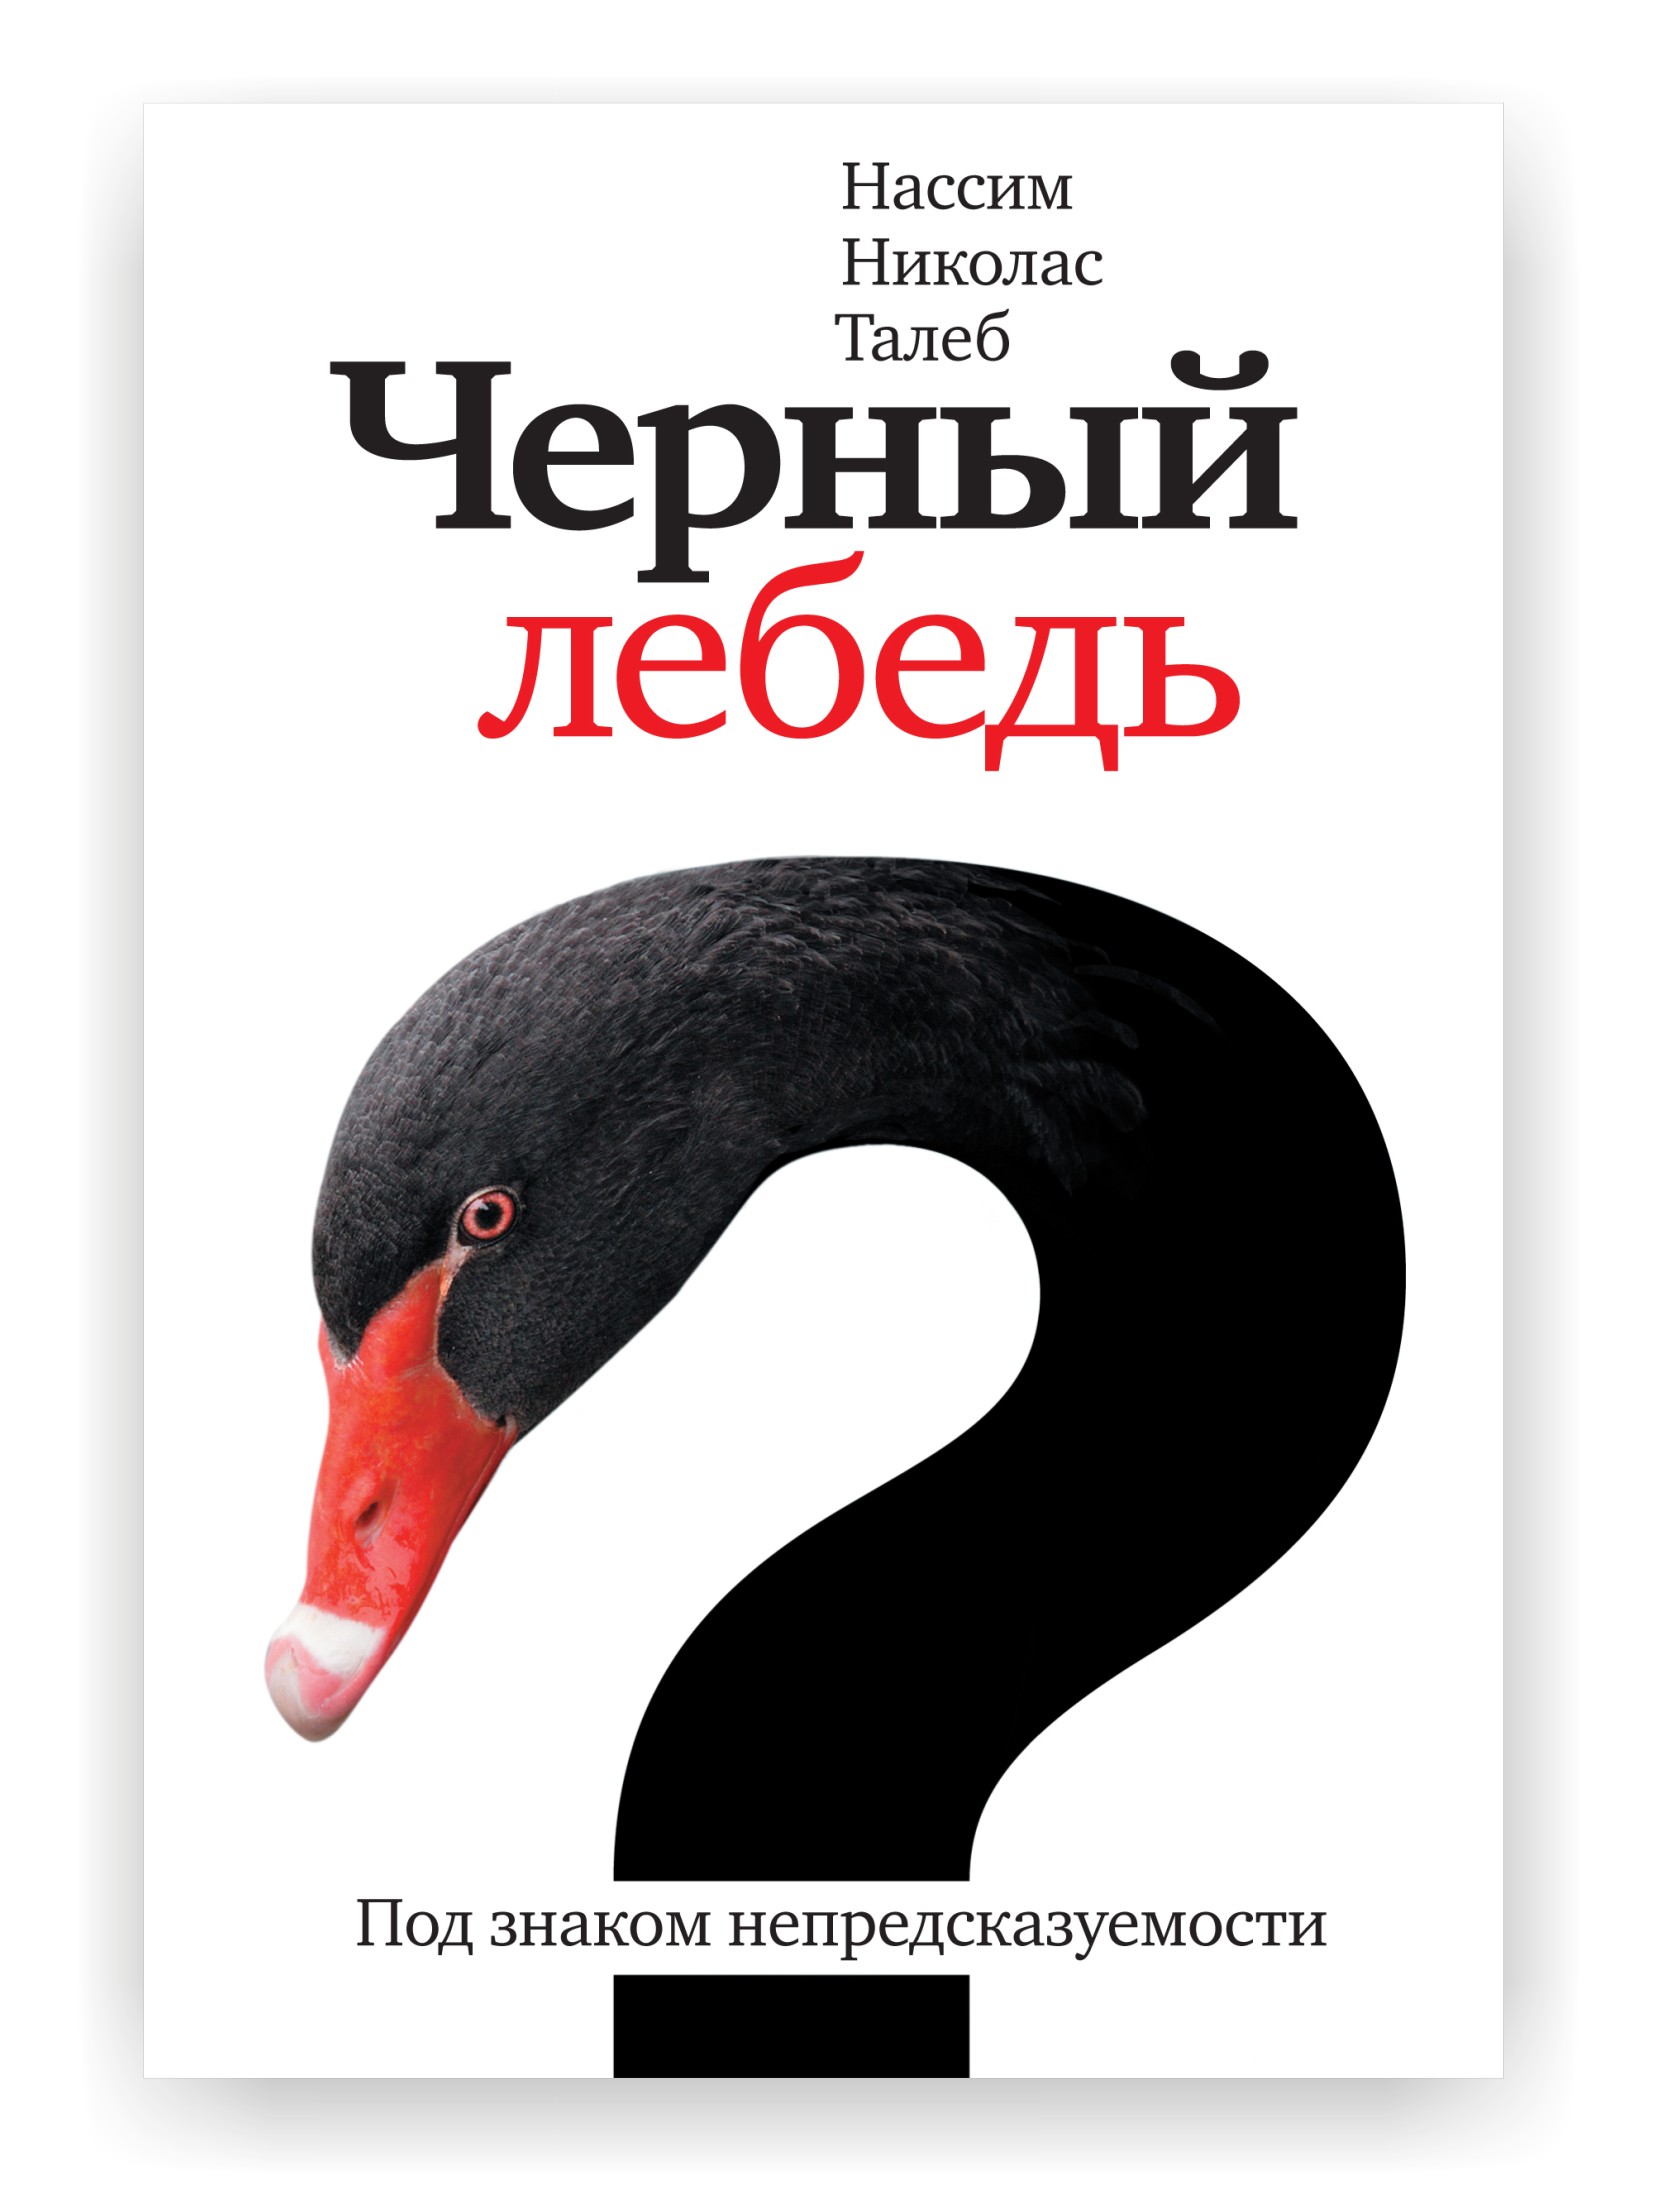 Нассим
Николас
Талеб
Черный
лебедь
Под знаком непредсказуемости